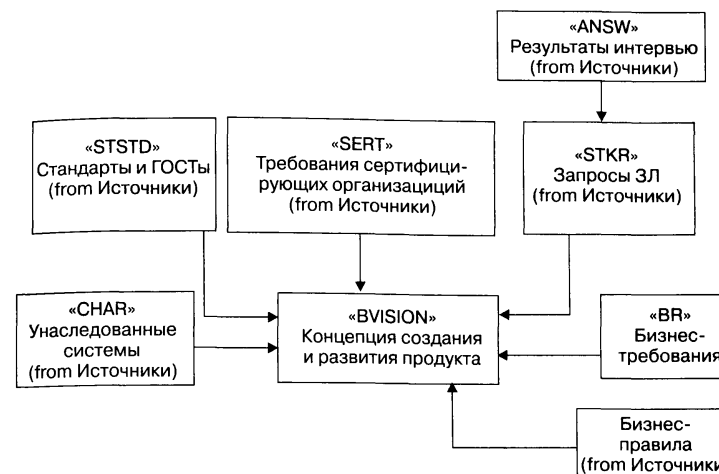 «ANSW»
Результаты интервью
(from Источники)
«STSTD»
Стандарты и ГОСТы
(from Источники)
«SERT»
Требования сертифици-
рующих организациций
(from Источники)
«STKR»
Запросы ЗЛ
(from Источники)
«CHAR»
Унаследованные
системы
(from Источники)
«BVISION»
Концепция создания
и развития продукта
«BR»
Бизнес-
требования
Бизнес-
правила
(from Источники